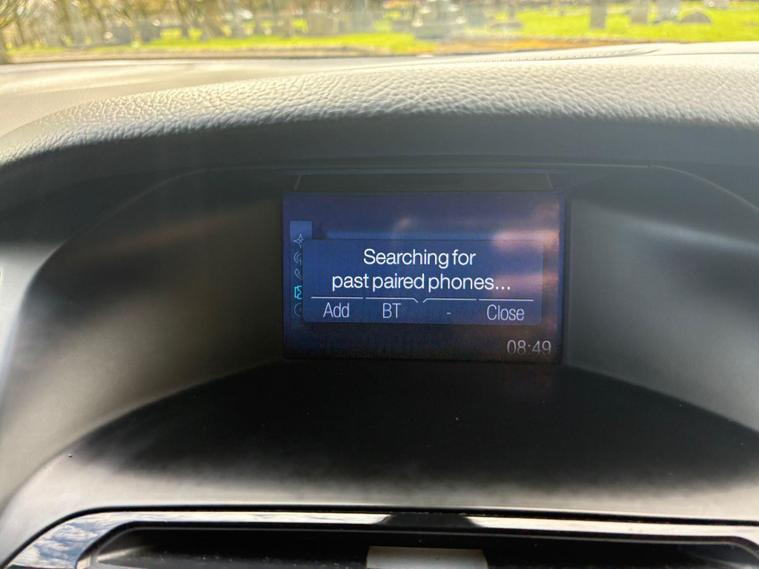 Searching for
past paired phones...
Add BT - Close
08:49